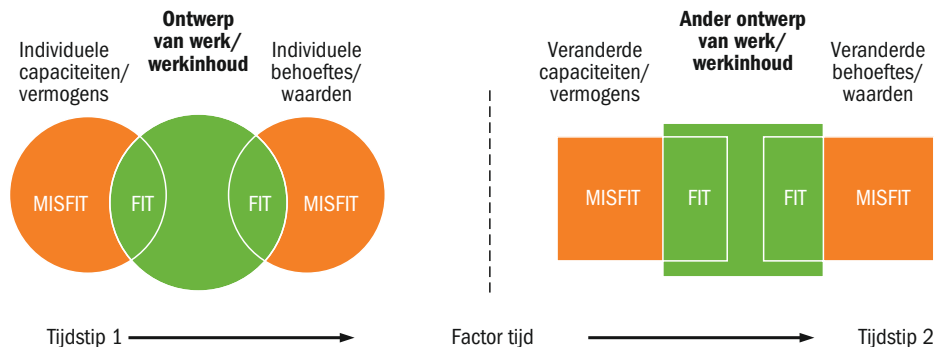 Individuele
capaciteiten/
vermogens
Ontwerp
van werk/
werkinhoud
Individuele
behoeftes/
waarden
MISFIT
FIT
FIT
MISFIT
Veranderde
capaciteiten/
vermogens
Ander ontwerp
van werk/
werkinhoud
Veranderde
behoeftes/
waarden
MISFIT
FIT
FIT
MISFIT
Tijdstip 1
Factor tijd
Tijdstip 2